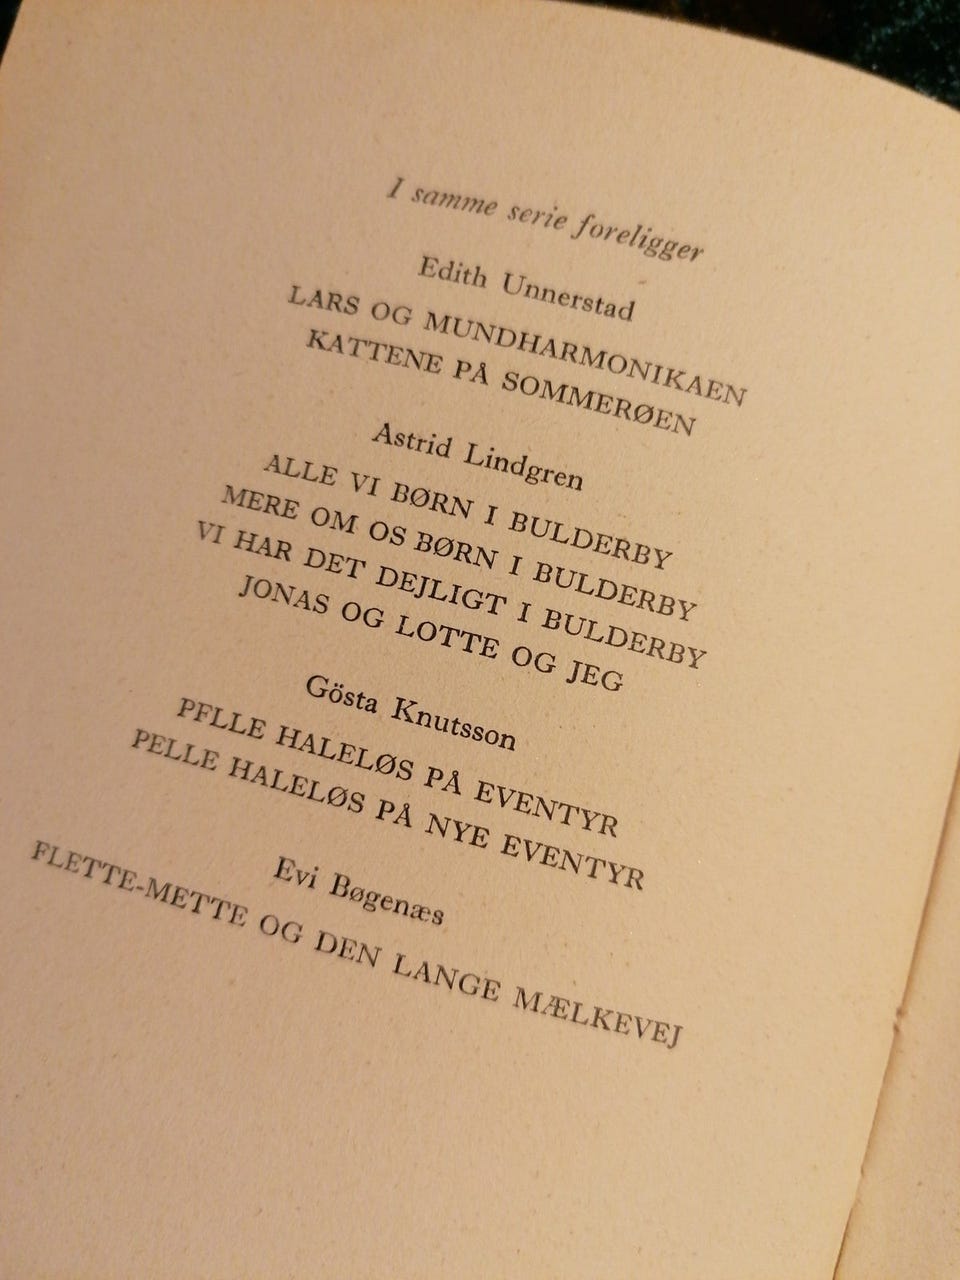 I samme serie foreligger
Edith Unnerstad
LARS OG MUNDHARMONIKAEN
KATTENE PÅ SOMMERØEN
Astrid Lindgren
ALLE VI BØRN I BULDERBY
MERE OM OS BØRN I BULDERBY
VI HAR DET DEJLIGT I BULDERBY
JONAS OG LOTTE OG JEG
Gösta Knutsson
PFLLE HALELØS PÅ EVENTYR
PELLE HALELØS PÅ NYE EVENTYR
Evi Bøgenæs
FLETTE-METTE OG DEN LANGE MÆLKEVEJ